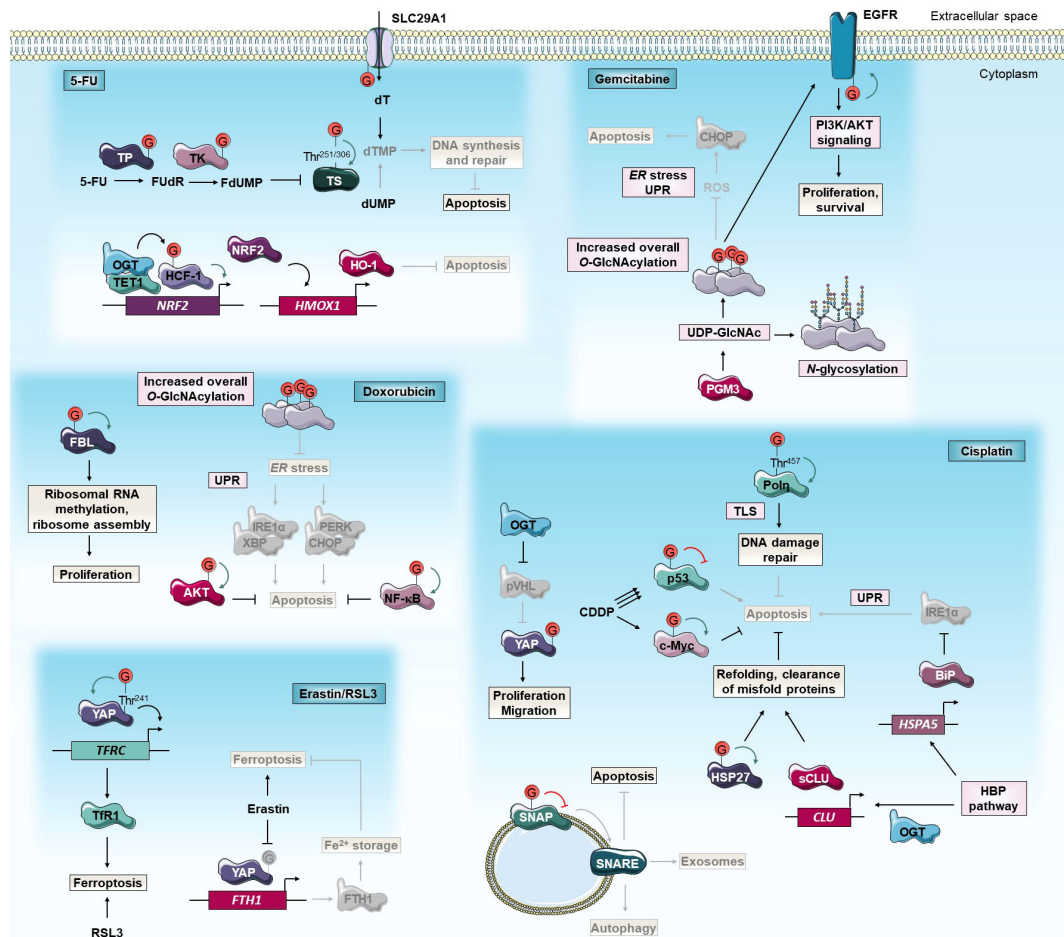 SLC29A1
EGFR
Extracellular space
Cytoplasm
5-FU
G
dT
TP
G
TK
G
G
Thr251/306
TS
dTMP
DNA synthesis
and repair
5-FU
FUdR
FdUMP
dUMP
Apoptosis
OGT
TET1
G
HCF-1
NRF2
NRF2
HO-1
HMOX1
Apoptosis
Gemcitabine
G
PI3K/AKT
signaling
Proliferation,
survival
Apoptosis
CHOP
ER stress
UPR
ROS
Increased overall
O-GlcNAcylation
G G G
UDP-GlcNAc
N-glycosylation
PGM3
Increased overall
O-GlcNAcylation
G G G
Doxorubicin
G
FBL
Ribosomal RNA
methylation,
ribosome assembly
Proliferation
ER stress
UPR
IRE1α
XBP
PERK
CHOP
G
AKT
Apoptosis
G
NF-κB
Erastin/RSL3
G
Thr241
YAP
TFRC
TfR1
Ferroptosis
RSL3
Ferroptosis
Erastin
YAP
G
FTH1
Fe2+ storage
FTH1
Cisplatin
G
Thr457
Polη
TLS
DNA damage
repair
OGT
pVHL
YAP
G
Proliferation
Migration
CDDP
G
p53
G
c-Myc
Apoptosis
UPR
IRE1α
BiP
HSPA5
Refolding, clearance
of misfold proteins
G
HSP27
sCLU
CLU
OGT
HBP
pathway
G
SNAP
SNARE
Apoptosis
Exosomes
Autophagy